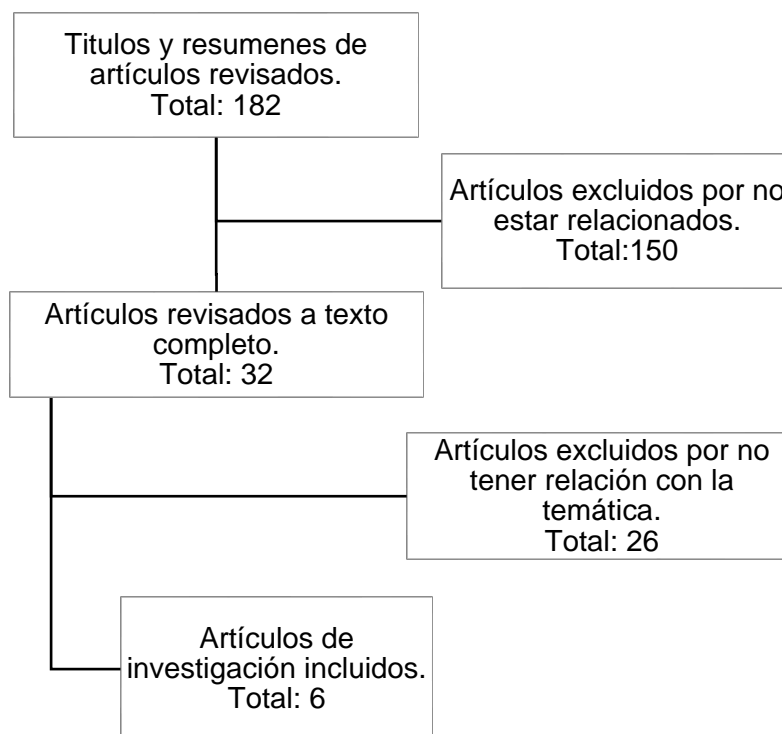 Titulos y resumenes de
artículos revisados.
Total: 182
Artículos excluidos por no
estar relacionados.
Total:150
Artículos revisados a texto
completo.
Total: 32
Artículos excluidos por no
tener relación con la
temática.
Total: 26
Artículos de
investigación incluidos.
Total: 6